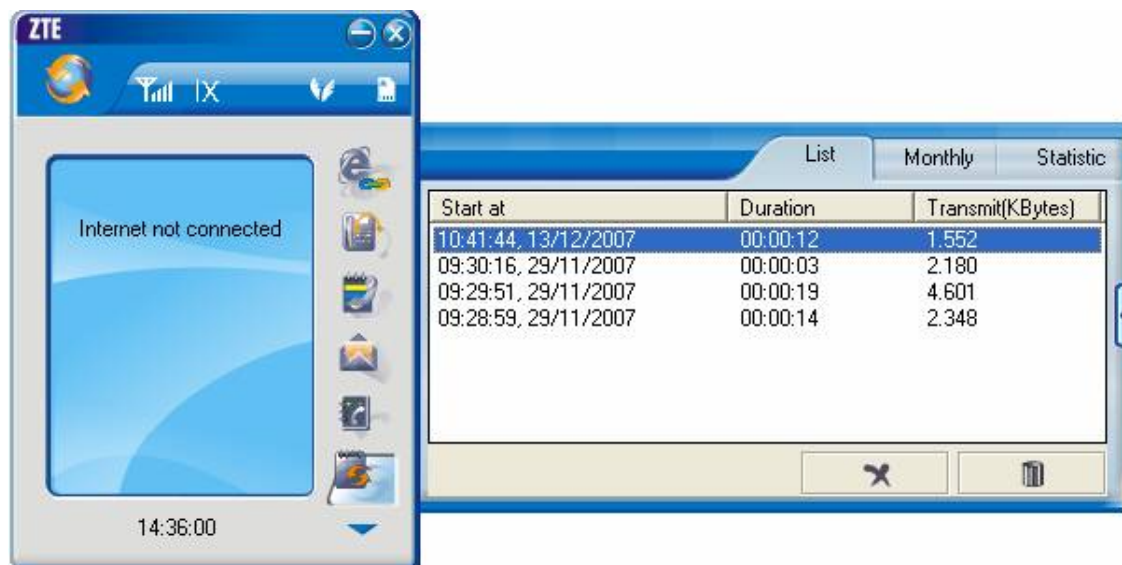 ZTE
1X
Internet not connected
14:36:00
List Monthly Statistic
Start at Duration Transmit(KBytes)
10:41:44, 13/12/2007 00:00:12 1.552
09:30:16, 29/11/2007 00:00:03 2.180
09:29:51, 29/11/2007 00:00:19 4.601
09:28:59, 29/11/2007 00:00:14 2.348